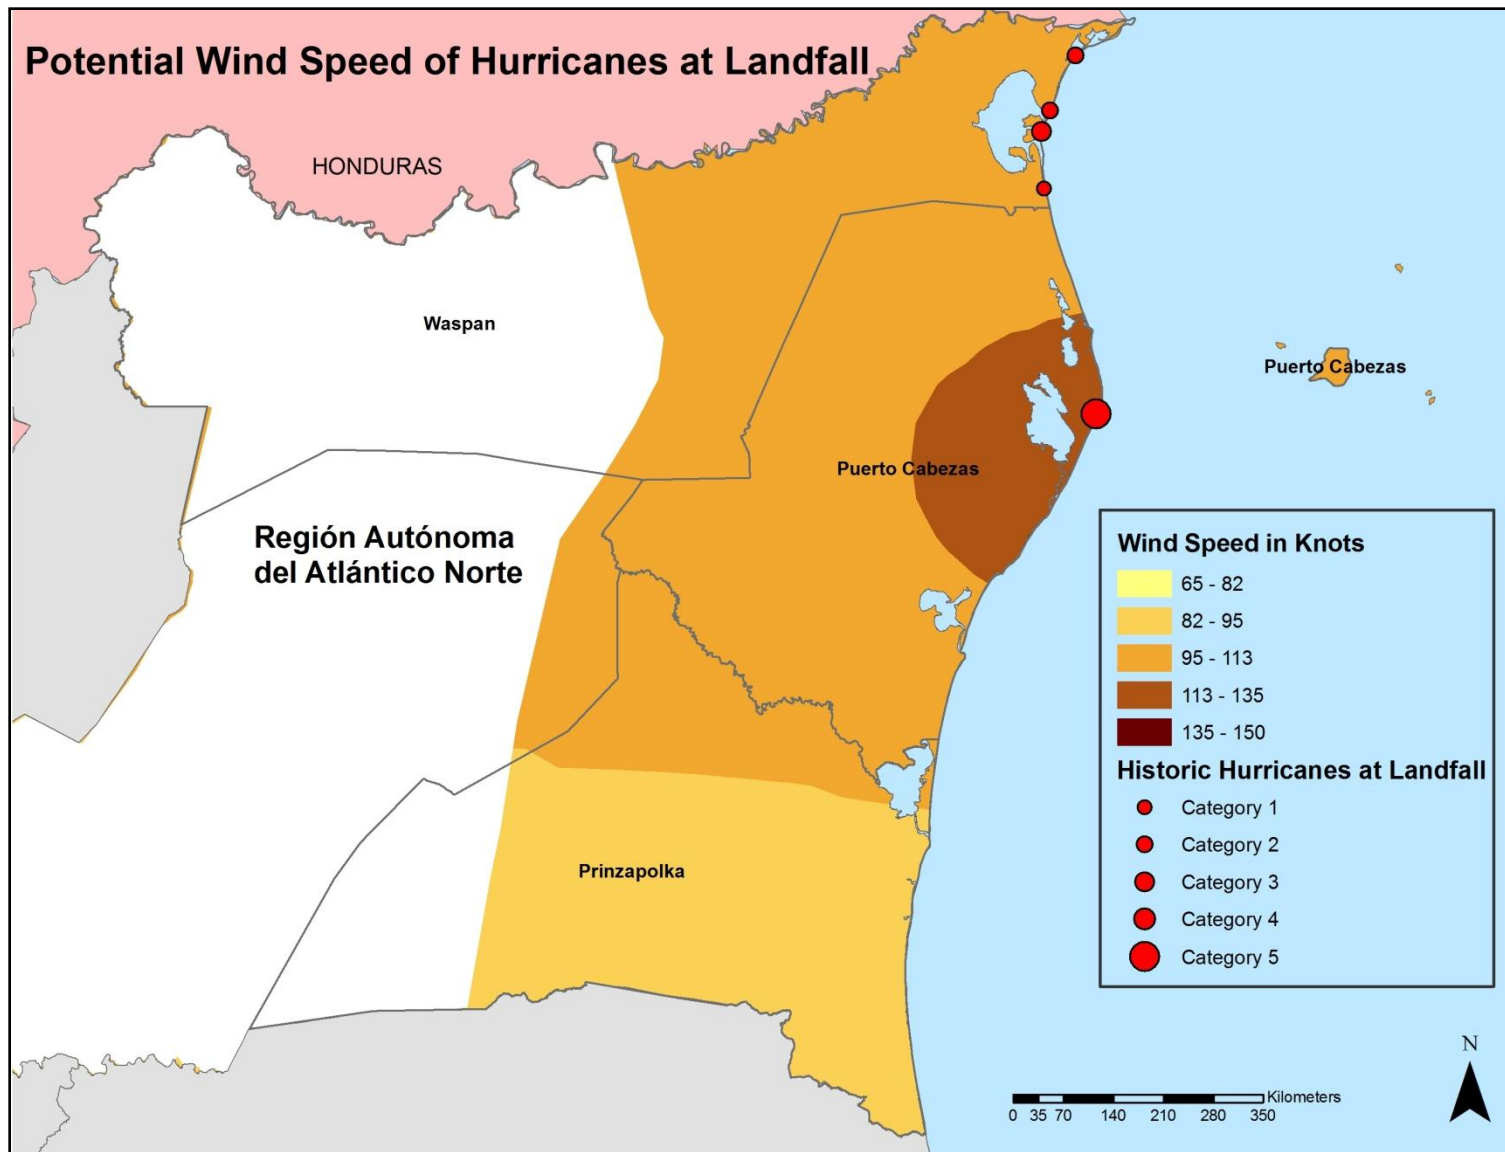 Potential Wind Speed of Hurricanes at Landfall
HONDURAS
Waspan
Puerto Cabezas
Puerto Cabezas
Región Autónoma
del Atlántico Norte
Prinzapolka
Wind Speed in Knots
65 - 82
82 - 95
95 - 113
113 - 135
135 - 150
Historic Hurricanes at Landfall
Category 1
Category 2
Category 3
Category 4
Category 5
N
Kilometers
0 35 70 140 210 280 350